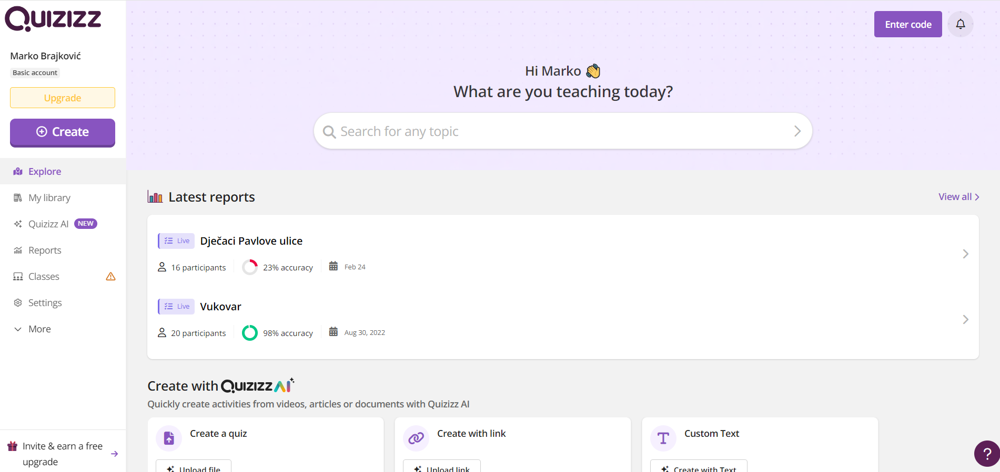 Quizizz
Marko Brajković
Basic account
Upgrade
Create
Explore
My library
Quizizz AI NEW
Reports
Classes
Settings
More
Invite & earn a free
upgrade
Enter code
Hi Marko
What are you teaching today?
Search for any topic
Latest reports
View all
Live Dječaci Pavlove ulice
16 participants 23% accuracy Feb 24
Live Vukovar
20 participants 98% accuracy Aug 30, 2022
Create with Quizizz AI
Quickly create activities from videos, articles or documents with Quizizz AI
Create a quiz
Upload file
Create with link
Upload link
Custom Text
Create with Text
?